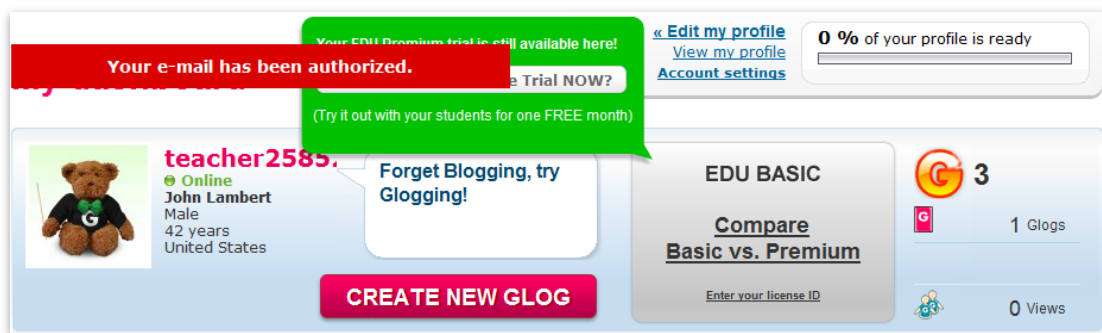 Your EDU Premium trial is still available here!
Your e-mail has been authorized.
e Trial NOW?
(Try it out with your students for one FREE month)
« Edit my profile
View my profile
Account settings
0 % of your profile is ready
teacher2585
Online
John Lambert
Male
42 years
United States
G
Forget Blogging, try
Glogging!
CREATE NEW GLOG
EDU BASIC
Compare
Basic vs. Premium
Enter your license ID
G 3
G
1 Glogs
0 Views